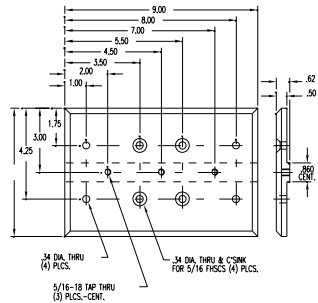 9.00
8.00
7.00
5.50
4.50
3.50
2.00
1.00
.62
.50
1.75
3.00
4.25
.860
CENT.
.34 DIA. THRU
(4) PLCS.
.34 DIA. THRU & C'SINK
FOR 5/16 FHSCS (4) PLCS.
5/16-18 TAP THRU
(3) PLCS.-CENT.